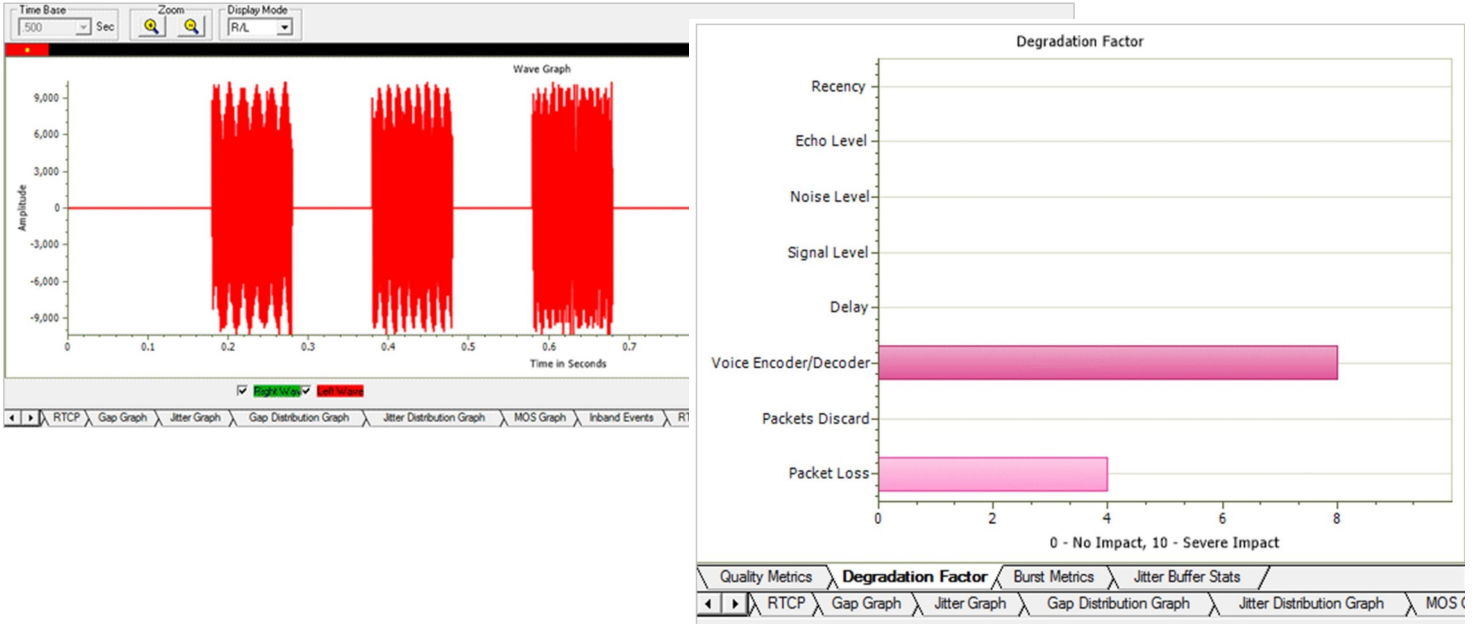 Time Base
.500
Sec
Zoom
Display Mode
R/L
Wave Graph
9,000
6,000
3,000
0
-3,000
-6,000
-9,000
Amplitude
0 0.1 0.2 0.3 0.4 0.5 0.6 0.7
Time in Seconds
Right Wav Left Wave
RTCP Gap Graph Jitter Graph Gap Distribution Graph Jitter Distribution Graph MOS Graph Inband Events RT
Degradation Factor
Recency
Echo Level
Noise Level
Signal Level
Delay
Voice Encoder/Decoder
Packets Discard
Packet Loss
0 2 4 6 8
0 - No Impact, 10 - Severe Impact
Quality Metrics Degradation Factor Burst Metrics Jitter Buffer Stats
RTCP Gap Graph Jitter Graph Gap Distribution Graph Jitter Distribution Graph MOS